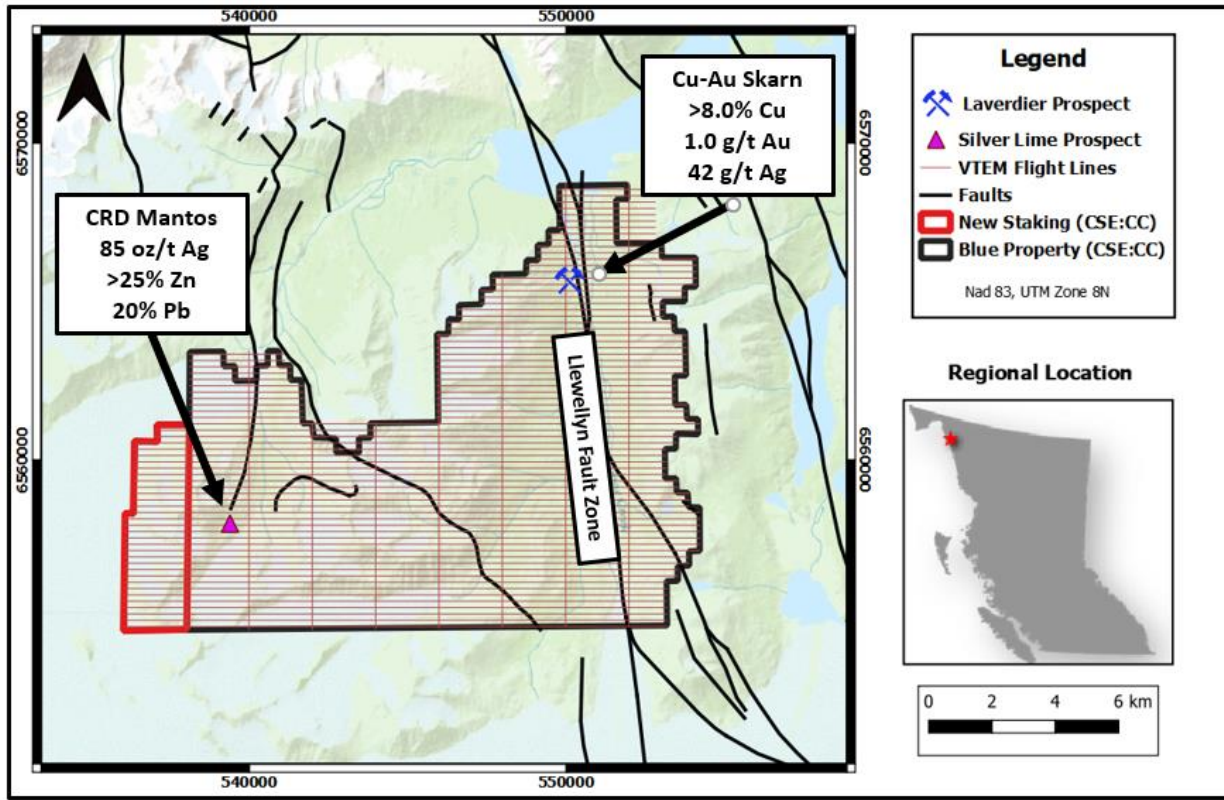 540000
550000
6570000
6570000
6560000
6560000
540000
550000
Cu-Au Skarn
>8.0% Cu
1.0 g/t Au
42 g/t Ag
CRD Mantos
85 oz/t Ag
>25% Zn
20% Pb
Llewellyn Fault Zone
Legend
Laverdier Prospect
Silver Lime Prospect
VTEM Flight Lines
Faults
New Staking (CSE:CC)
Blue Property (CSE:CC)
Nad 83, UTM Zone 8N
Regional Location
0 2 4 6 km